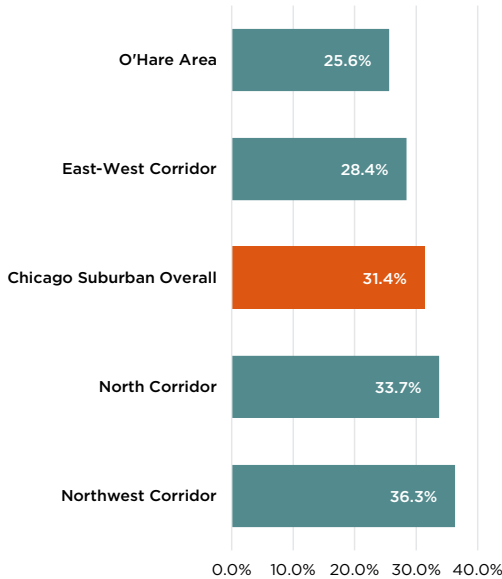 O'Hare Area
25.6%
East-West Corridor
28.4%
Chicago Suburban Overall
31.4%
North Corridor
33.7%
Northwest Corridor
36.3%
0.0% 10.0% 20.0% 30.0% 40.0%